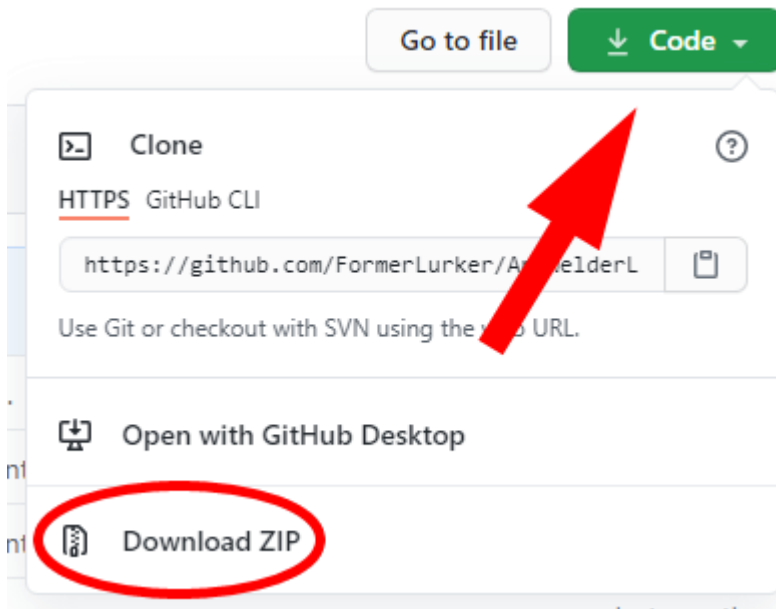 Go to file
Code
Clone
HTTPS GitHub CLI
https://github.com/FormerLurker/
Use Git or checkout with SVN using the URL.
Open with GitHub Desktop
Download ZIP